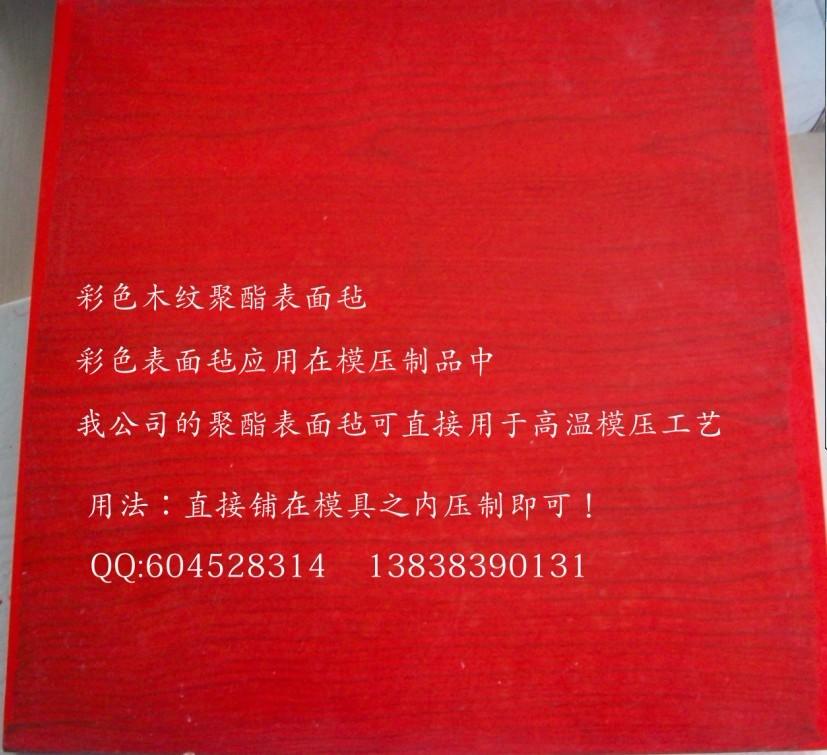 彩色木纹聚酯表面毡
彩色表面毡应用在模压制品中
我公司的聚酯表面毡可直接用于高温模压工艺
用法：直接铺在模具之内压制即可！
QQ:604528314 13838390131